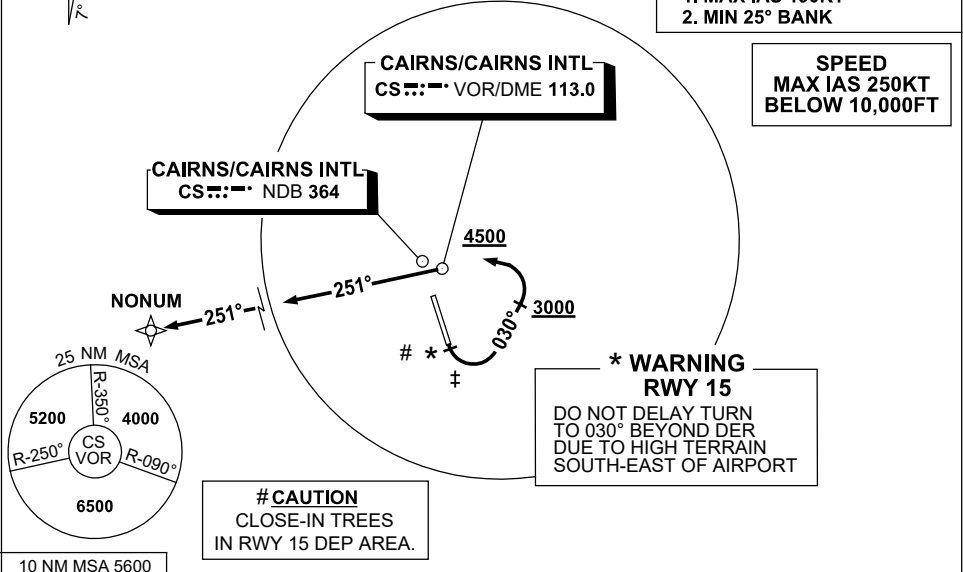 7°
2. MIN 25° BANK
SPEED
MAX IAS 250KT
BELOW 10,000FT
CAIRNS/CAIRNS INTL
CS VOR/DME 113.0
CAIRNS/CAIRNS INTL
CS NDB 364
4500
251°
NONUM
251°
3000
030°
# *
‡
25 NM MSA
R-350°
5200
4000
CS
VOR
R-250°
R-090°
6500
* WARNING
RWY 15
DO NOT DELAY TURN
TO 030° BEYOND DER
DUE TO HIGH TERRAIN
SOUTH-EAST OF AIRPORT
# CAUTION
CLOSE-IN TREES
IN RWY 15 DEP AREA.
10 NM MSA 5600